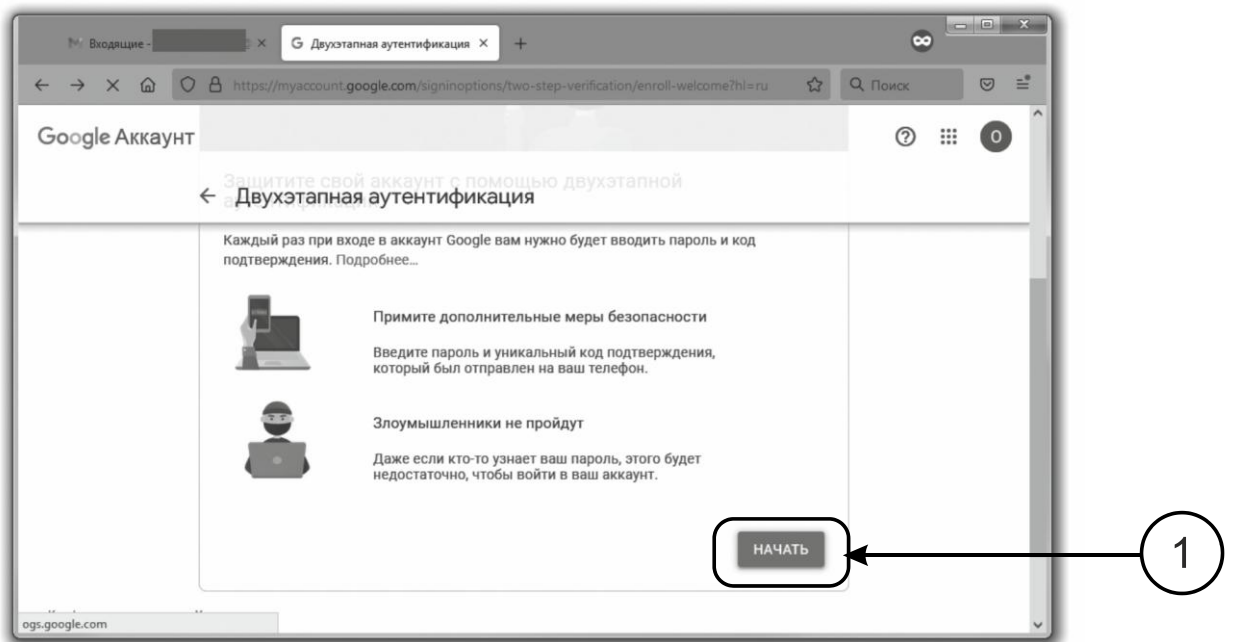 Входящие -
G Двухэтапная аутентификация
https://myaccount.google.com/signinoptions/two-step-verification/enroll-welcome?hl=ru
Поиск
Google Аккаунт
O
Защитите свой аккаунт с помощью двухэтапной
Двухэтапная аутентификация
Каждый раз при входе в аккаунт Google вам нужно будет вводить пароль и код
подтверждения. Подробнее...
Примите дополнительные меры безопасности
Введите пароль и уникальный код подтверждения,
который был отправлен на ваш телефон.
Злоумышленники не пройдут
Даже если кто-то узнает ваш пароль, этого будет
недостаточно, чтобы войти в ваш аккаунт.
НАЧАТЬ
1
ogs.google.com